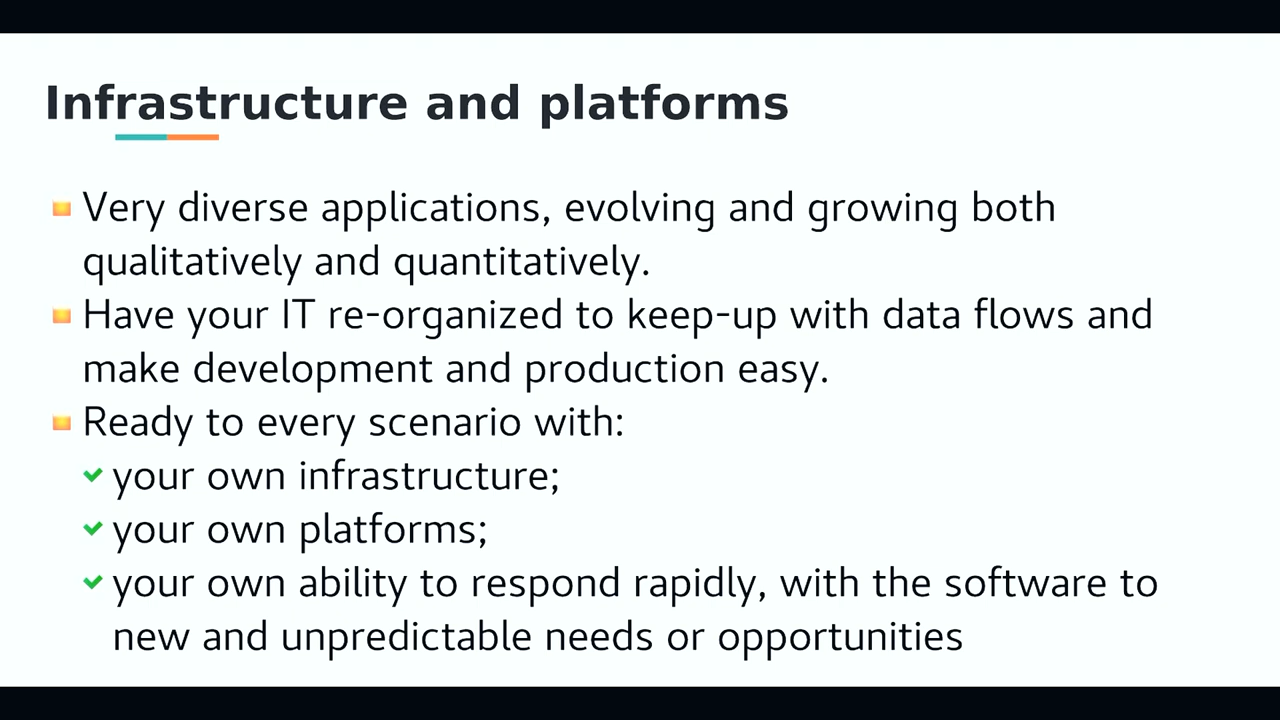 Infrastructure and platforms
Very diverse applications, evolving and growing both
qualitatively and quantitatively.
Have your IT re-organized to keep-up with data flows and
make development and production easy.
Ready to every scenario with:
your own infrastructure;
your own platforms;
your own ability to respond rapidly, with the software to
new and unpredictable needs or opportunities